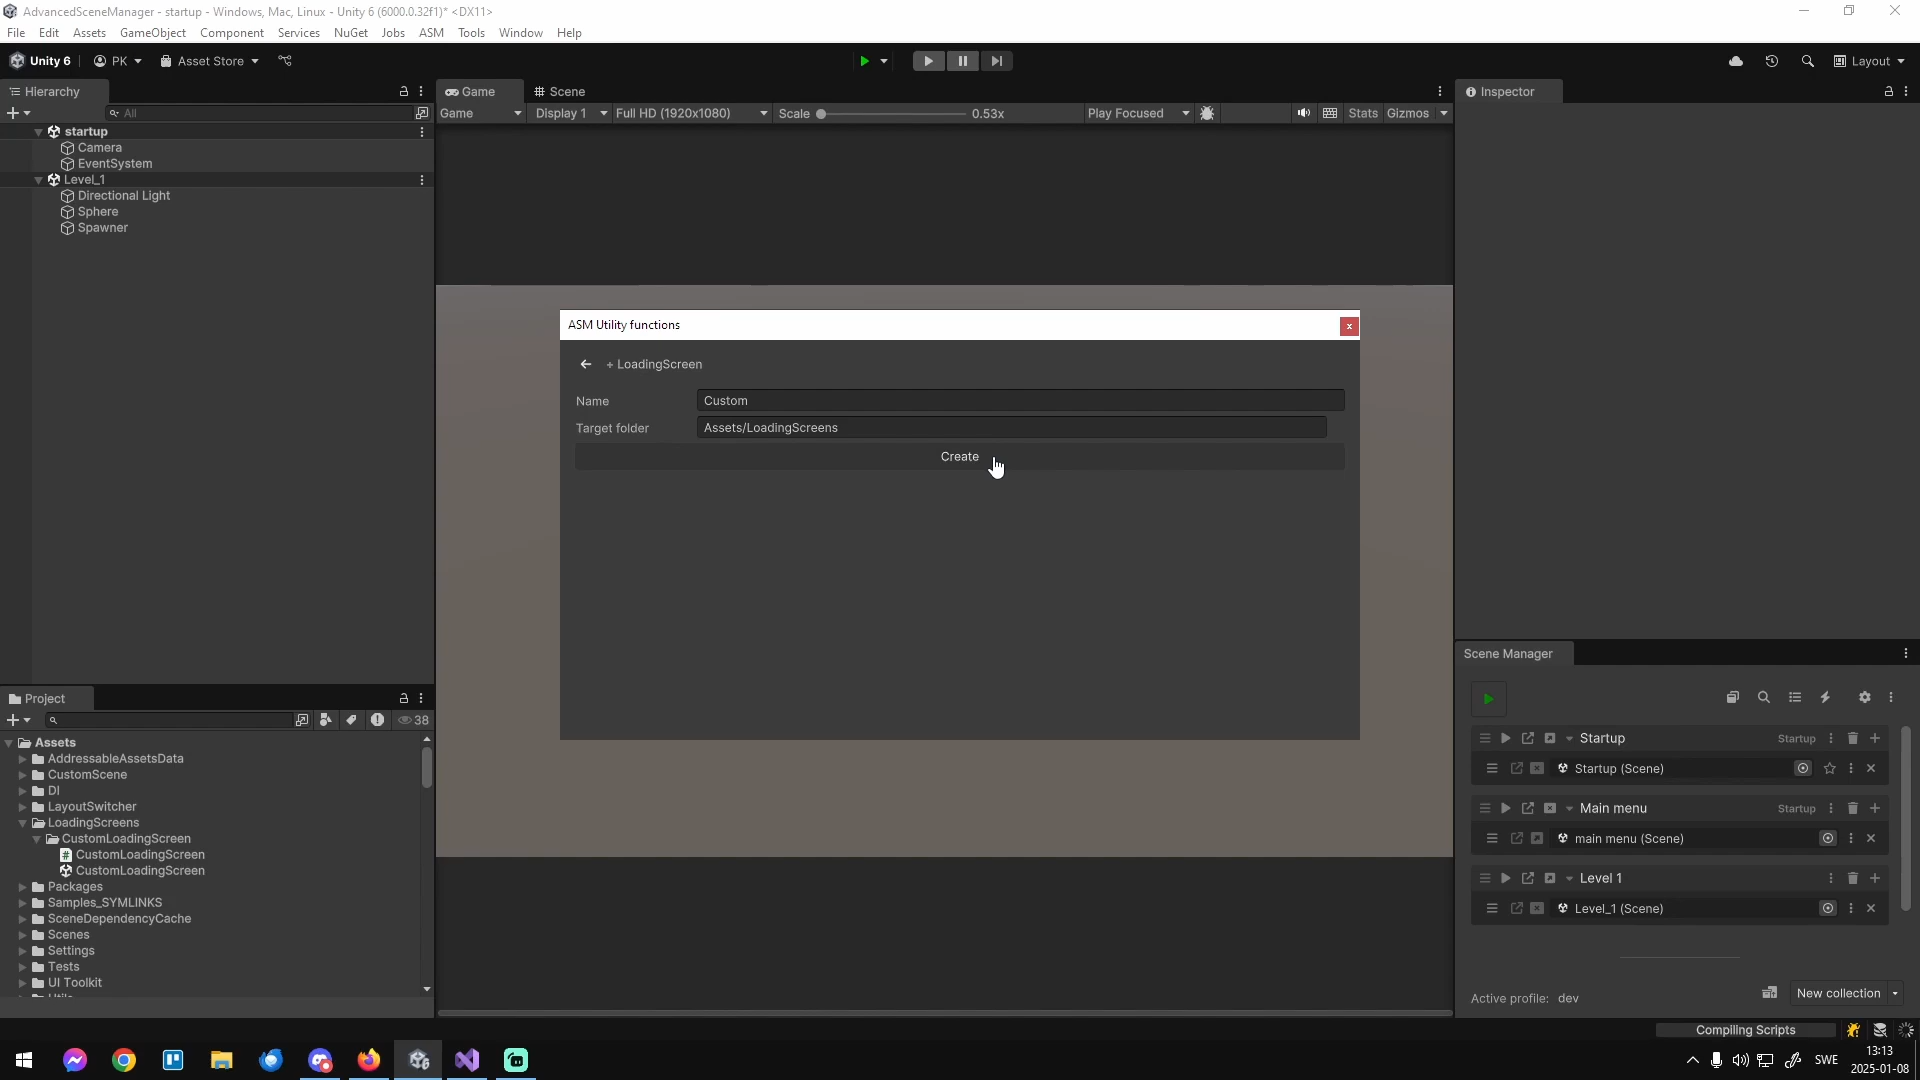 AdvancedSceneManager - startup - Windows, Mac, Linux - Unity 6 (6000.0.32f1)* <DX11>
File Edit Assets GameObject Component Services NuGet Jobs ASM Tools Window Help
Unity 6 PK Asset Store Layout
Hierarchy
All
startup
Camera
EventSystem
Level_1
Directional Light
Sphere
Spawner
Game Scene
Game Display 1 Full HD (1920x1080) Scale 0.53x Play Focused Stats Gizmos
ASM Utility functions
x
+ LoadingScreen
Name Custom
Target folder Assets/LoadingScreens
Create
Inspector
Project
38
Assets
AddressableAssetsData
CustomScene
DI
LayoutSwitcher
LoadingScreens
CustomLoadingScreen
CustomLoadingScreen
CustomLoadingScreen
Packages
Samples_SYMLINKS
SceneDependencyCache
Scenes
Settings
Tests
UI Toolkit
Scene Manager
Startup Startup
Startup (Scene)
Main menu Startup
main menu (Scene)
Level 1
Level_1 (Scene)
Active profile: dev New collection
Compiling Scripts
SWE
13:13
2025-01-08